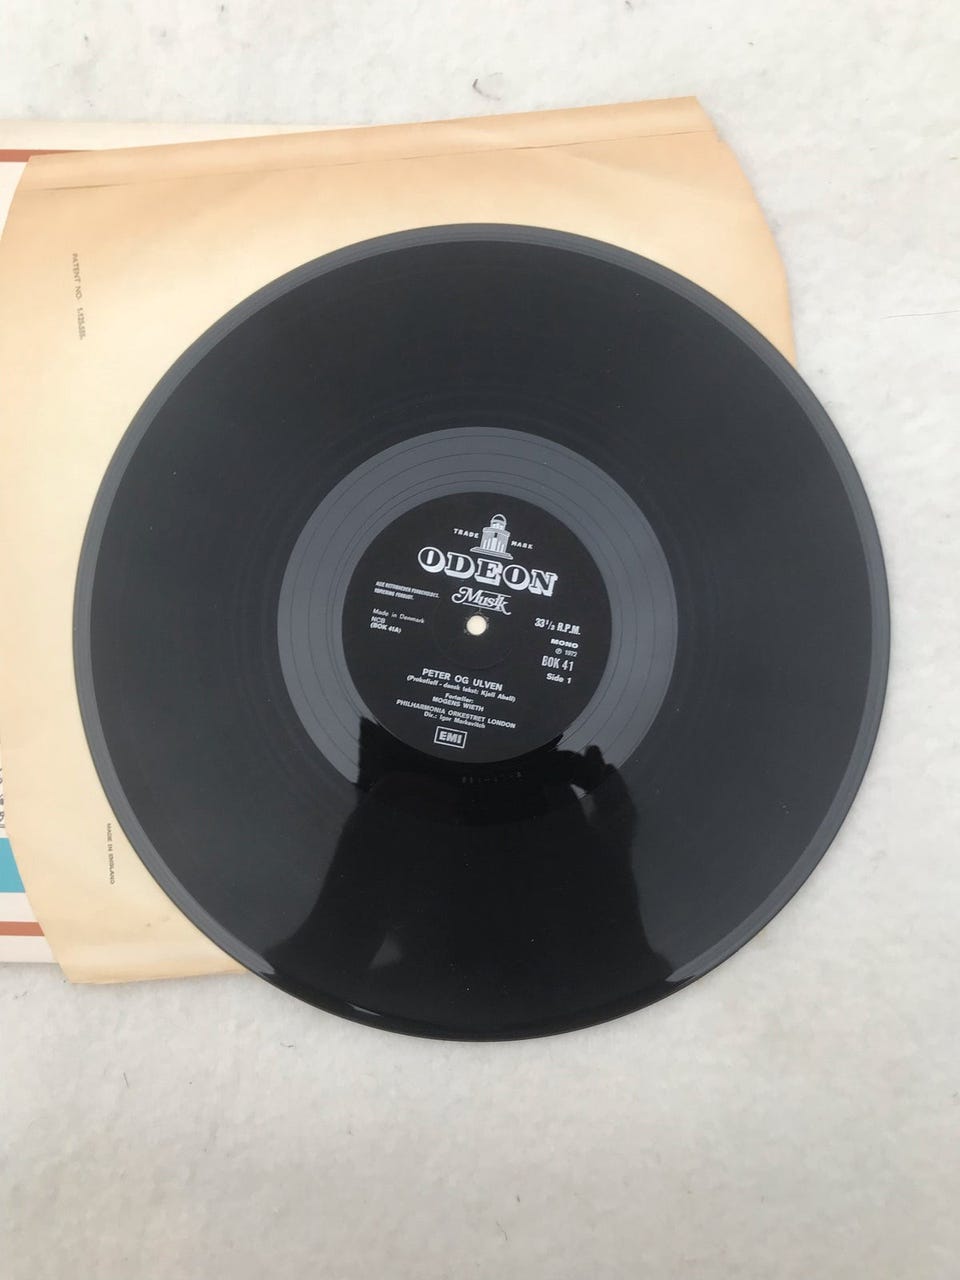 PATENT NO.
TRADE MARK
ODEON
Musik
ALLE RETTIGHEDER FORBEHOLDES.
KOPIERING FORBUDT.
Made in Denmark
NCB
(BOK 41A)
33⅓ R.P.M.
MONO
℗ 1972
BOK 41
Side 1
PETER OG ULVEN
(Prokofieff - dansk tekst: Kjell Abell)
Fortæller:
MOGENS WIETH
PHILHARMONIA ORKESTRET LONDON
Dir.: Igor Markevitch
EMI
MADE IN ENGLAND